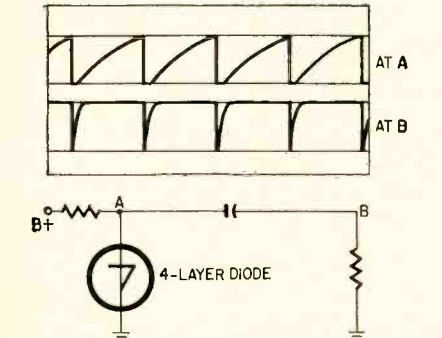 AT A
AT B
A
B
B+
4-LAYER DIODE